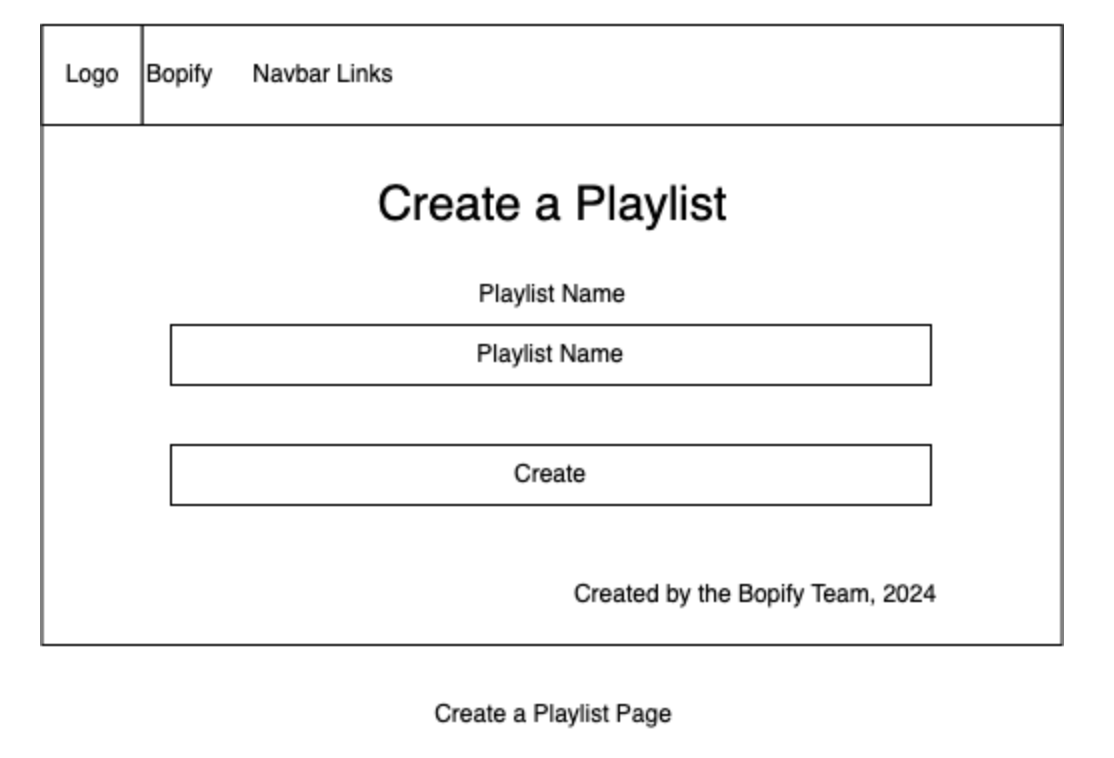 Logo Bopify Navbar Links
Create a Playlist
Playlist Name
Playlist Name
Create
Created by the Bopify Team, 2024
Create a Playlist Page